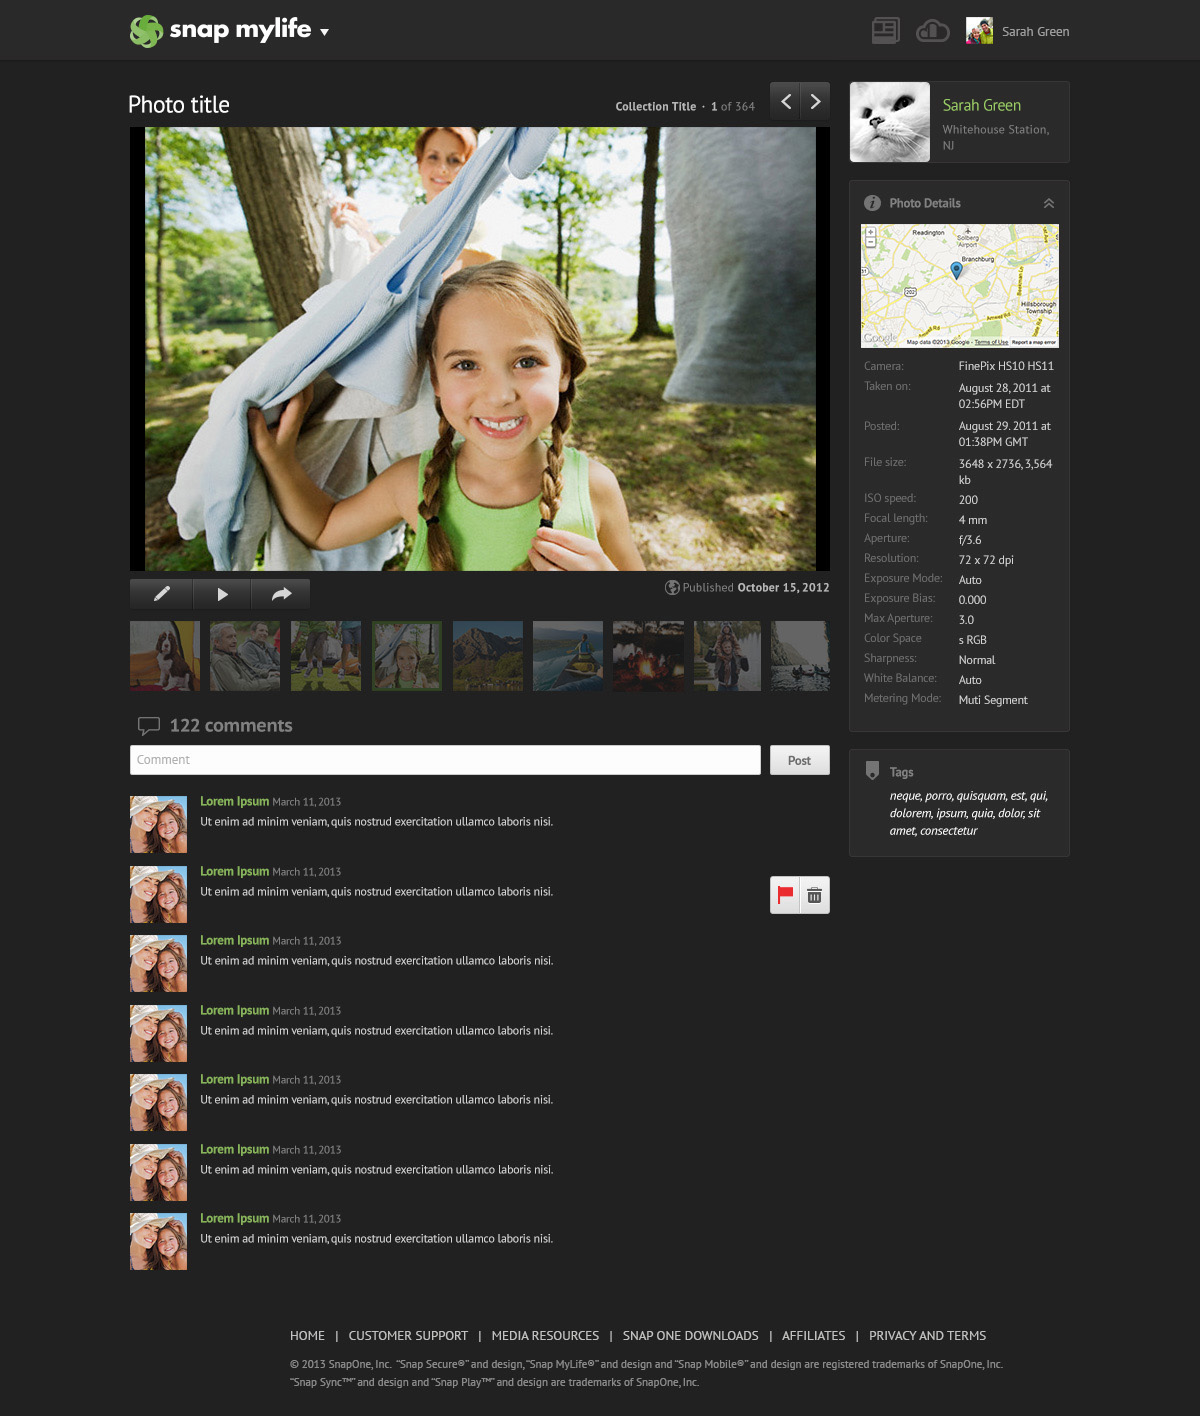 snap mylife
Sarah Green
Photo title
Collection Title · 1 of 364
Sarah Green
Whitehouse Station,
NJ
Photo Details
Readington
Solberg
Airport
Branchburg
202
Hillsborough
Township
Amwell Rd
Amwell Rd
Google
Map data ©2013 Google - Terms of Use Report a map error
Camera: FinePix HS10 HS11
Taken on: August 28, 2011 at
02:56PM EDT
Posted: August 29. 2011 at
01:38PM GMT
File size: 3648 x 2736, 3,564
kb
ISO speed: 200
Focal length: 4 mm
Aperture: f/3.6
Resolution: 72 x 72 dpi
Exposure Mode: Auto
Exposure Bias: 0.000
Max Aperture: 3.0
Color Space s RGB
Sharpness: Normal
White Balance: Auto
Metering Mode: Muti Segment
Published October 15, 2012
122 comments
Comment
Post
Tags
neque, porro, quisquam, est, qui,
dolorem, ipsum, quia, dolor, sit
amet, consectetur
Lorem Ipsum March 11, 2013
Ut enim ad minim veniam, quis nostrud exercitation ullamco laboris nisi.
Lorem Ipsum March 11, 2013
Ut enim ad minim veniam, quis nostrud exercitation ullamco laboris nisi.
Lorem Ipsum March 11, 2013
Ut enim ad minim veniam, quis nostrud exercitation ullamco laboris nisi.
Lorem Ipsum March 11, 2013
Ut enim ad minim veniam, quis nostrud exercitation ullamco laboris nisi.
Lorem Ipsum March 11, 2013
Ut enim ad minim veniam, quis nostrud exercitation ullamco laboris nisi.
Lorem Ipsum March 11, 2013
Ut enim ad minim veniam, quis nostrud exercitation ullamco laboris nisi.
Lorem Ipsum March 11, 2013
Ut enim ad minim veniam, quis nostrud exercitation ullamco laboris nisi.
HOME | CUSTOMER SUPPORT | MEDIA RESOURCES | SNAP ONE DOWNLOADS | AFFILIATES | PRIVACY AND TERMS
© 2013 SnapOne, Inc. "Snap Secure®" and design, "Snap MyLife®" and design and "Snap Mobile®" and design are registered trademarks of SnapOne, Inc.
"Snap Sync™" and design and "Snap Play™" and design are trademarks of SnapOne, Inc.